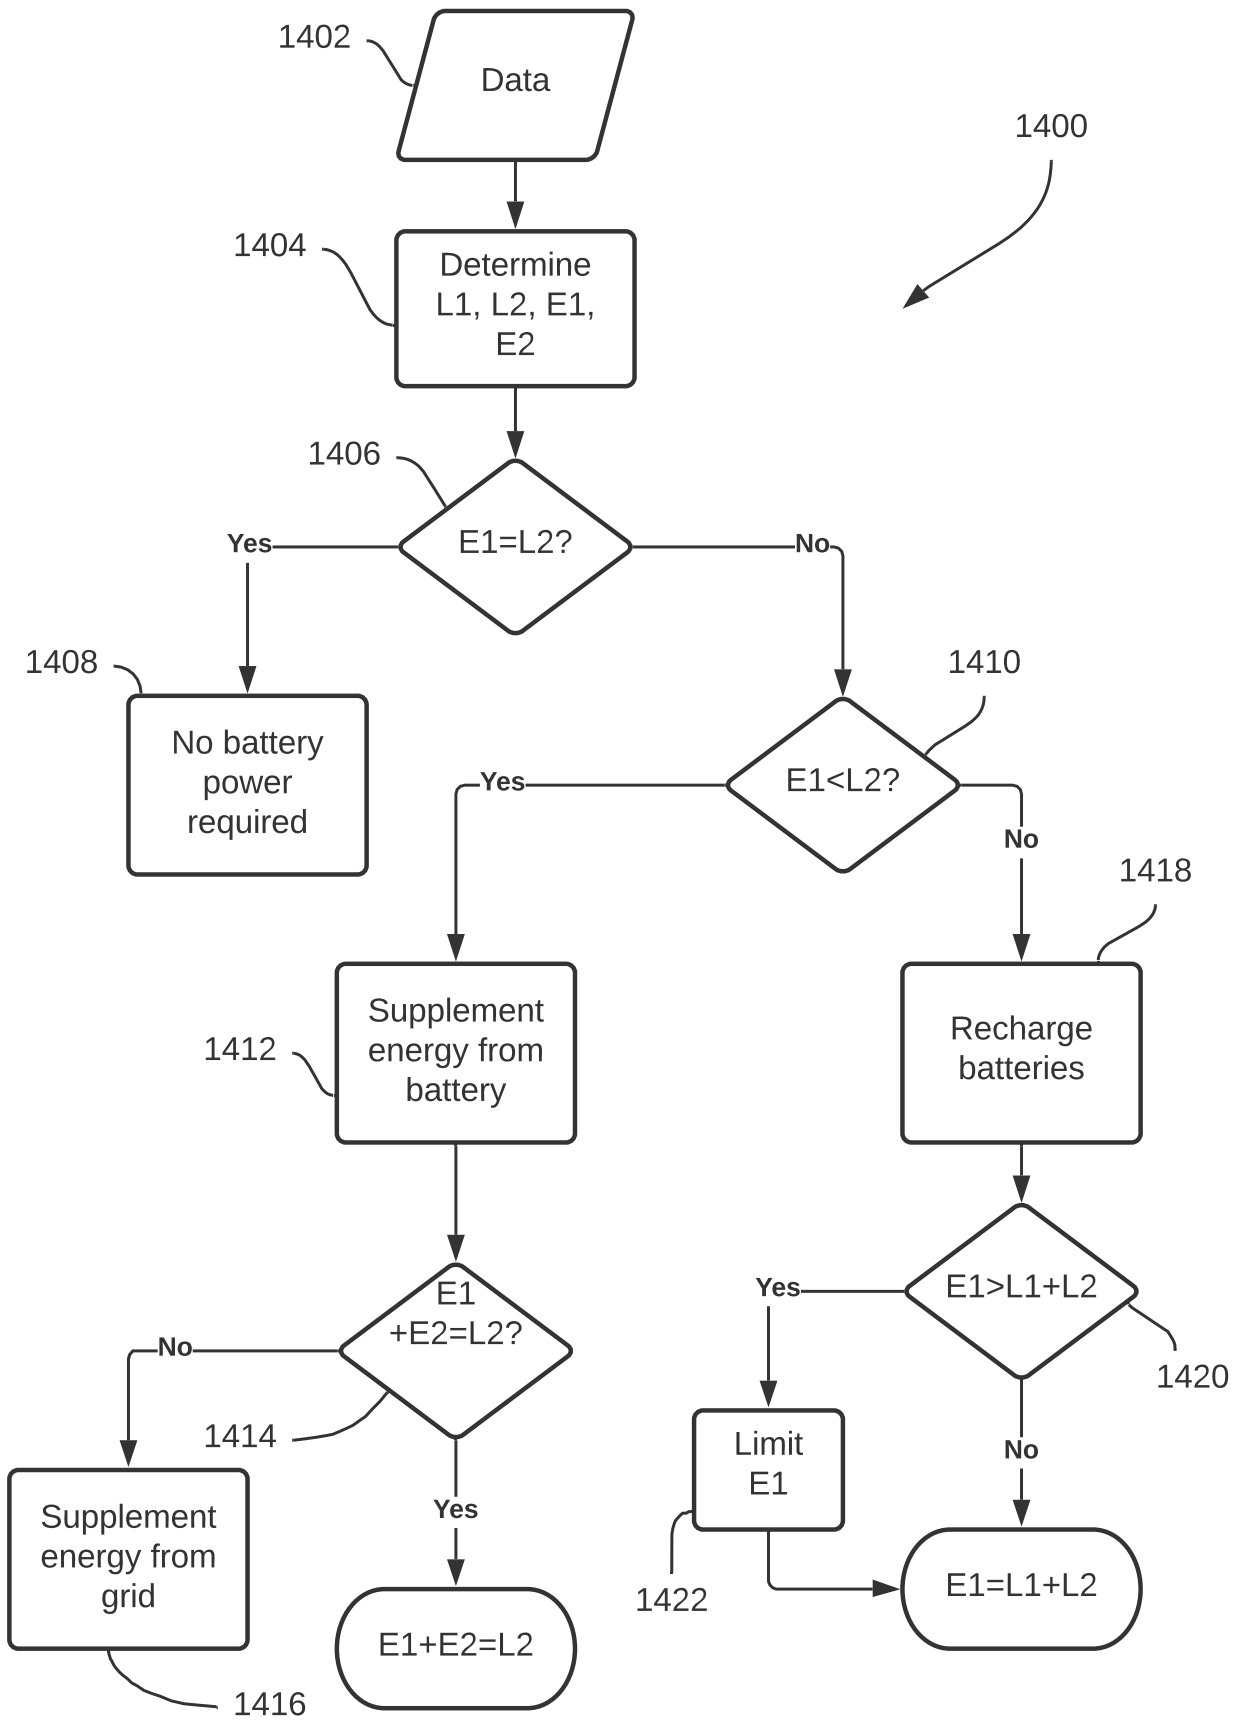 1402
Data
1400
1404
Determine
L1, L2, E1,
E2
1406
E1=L2?
Yes
No
1408
No battery
power
required
1410
E1<L2?
Yes
No
1418
1412
Supplement
energy from
battery
Recharge
batteries
E1
+E2=L2?
No
1414
Yes
E1>L1+L2
Yes
1420
No
Limit
E1
1422
Supplement
energy from
grid
1416
E1+E2=L2
E1=L1+L2